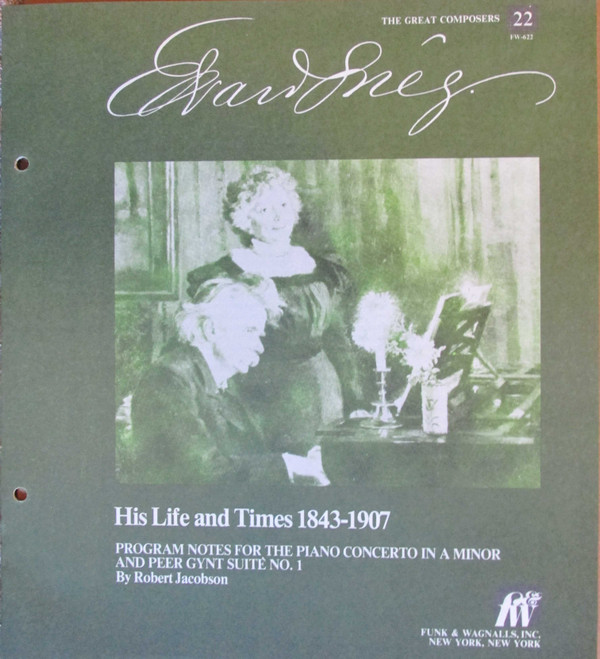 THE GREAT COMPOSERS 22
FW-622
Edvard Grieg.
His Life and Times 1843-1907
PROGRAM NOTES FOR THE PIANO CONCERTO IN A MINOR
AND PEER GYNT SUITE NO. 1
By Robert Jacobson
f&w
FUNK & WAGNALLS, INC.
NEW YORK, NEW YORK